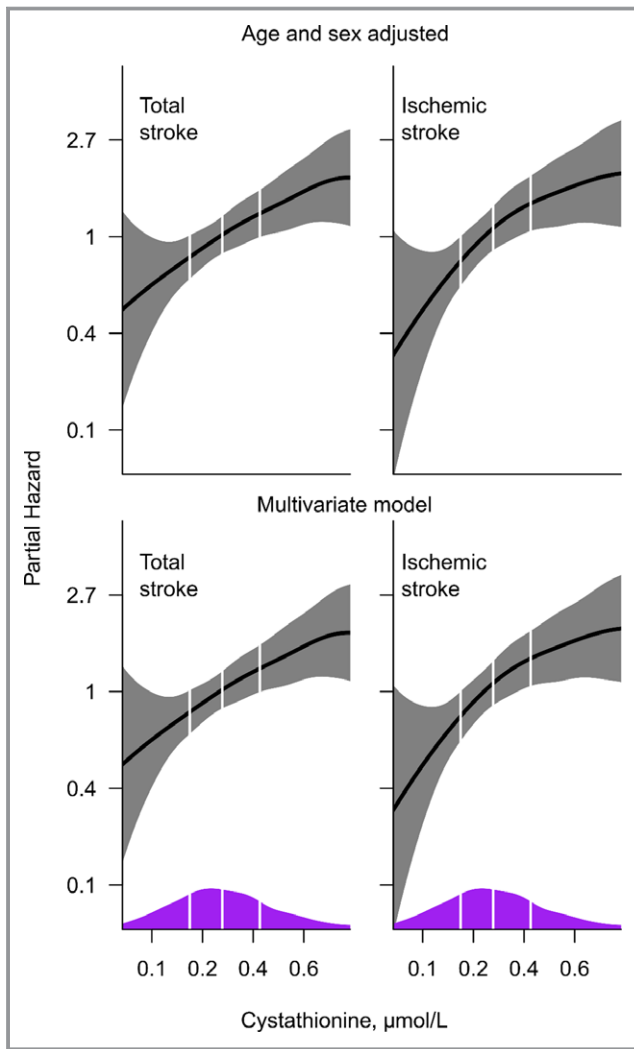 Age and sex adjusted
Total
stroke
Ischemic
stroke
2.7
1
0.4
0.1
Partial Hazard
Multivariate model
Total
stroke
Ischemic
stroke
2.7
1
0.4
0.1
0.1 0.2 0.4 0.6 0.1 0.2 0.4 0.6
Cystathionine, µmol/L